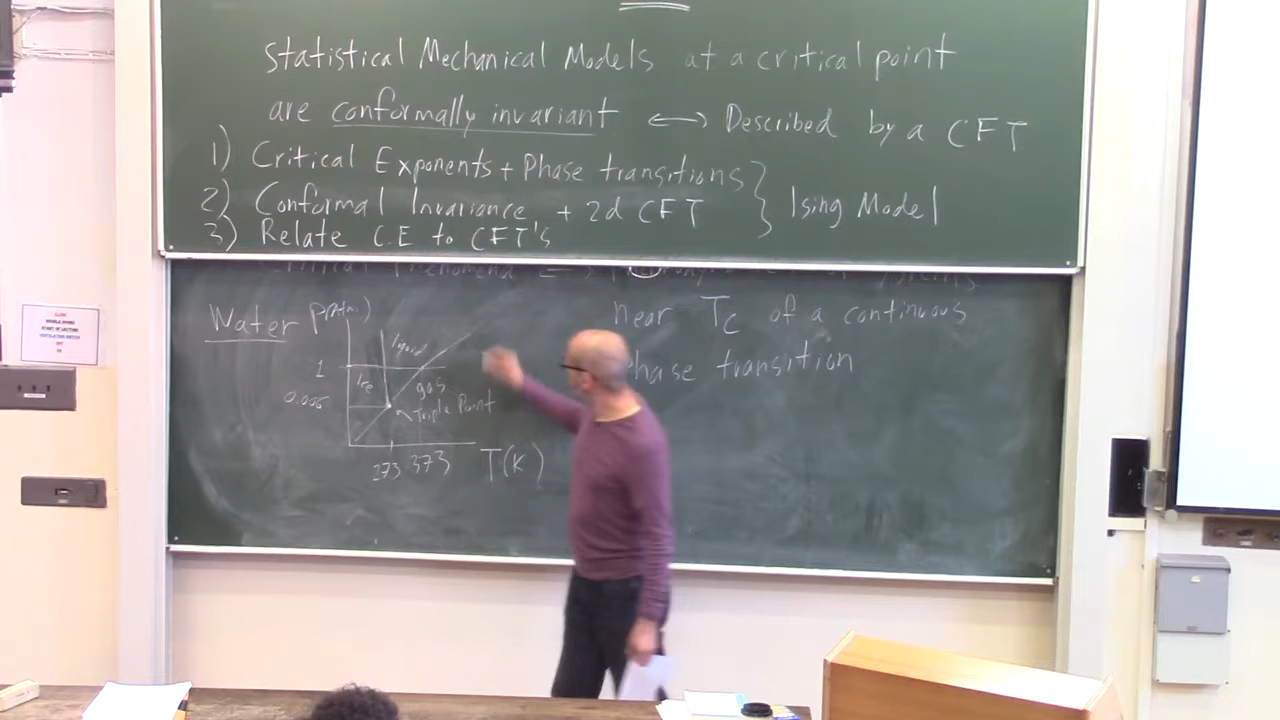 Statistical Mechanical Models at a critical point
are conformally invariant ⟷ Described by a CFT
1) Critical Exponents + Phase transitions
2) Conformal Invariance + 2d CFT } Ising Model
3) Relate C.E to CFT's
near Tc of a continuous
phase transition
Water P(Atm.)
liquid
1
Ice gas
0.006
Triple Point
273 373 T(K)